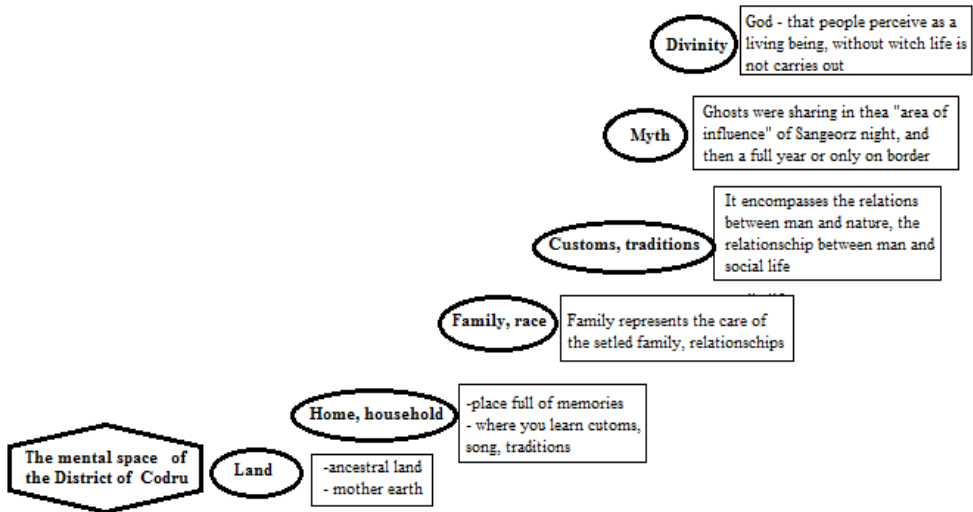 Divinity
God - that people perceive as a
living being, without witch life is
not carries out
Myth
Ghosts were sharing in thea "area of
influence" of Sangeorz night, and
then a full year or only on border
Customs, traditions
It encompasses the relations
between man and nature, the
relationship between man and
social life
Family, race
Family represents the care of
the setled family, relationships
Home, household
-place full of memories
- where you learn cutoms,
song, traditions
The mental space of
the District of Codru
Land
-ancestral land
- mother earth